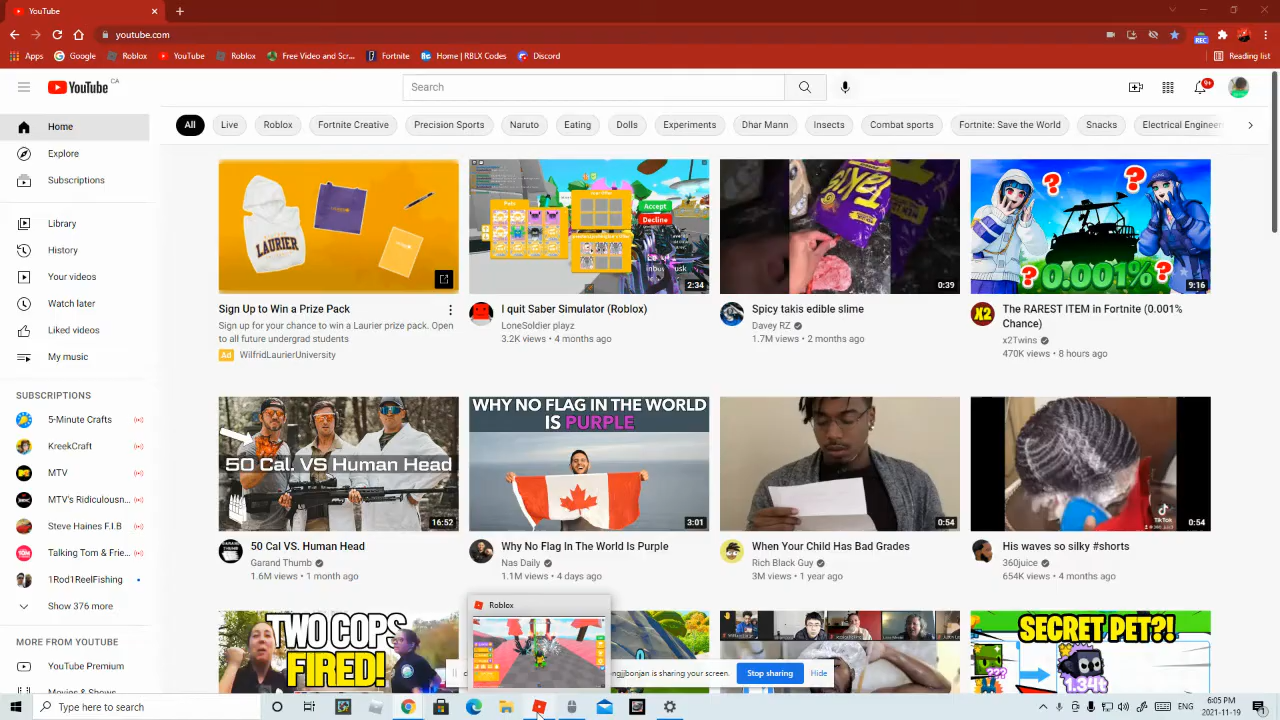 YouTube
youtube.com
Apps Google Roblox YouTube Roblox Free Video and Scr... Fortnite Home | RBLX Codes Discord Reading list
REC
YouTube CA
Search
9+
Home
Explore
Subscriptions
Library
History
Your videos
Watch later
Liked videos
My music
SUBSCRIPTIONS
5-Minute Crafts
KreekCraft
MTV
MTV's Ridiculousn...
Steve Haines F.I.B
Talking Tom & Frie...
1Rod1ReelFishing
Show 376 more
MORE FROM YOUTUBE
YouTube Premium
Movies & Shows
All Live Roblox Fortnite Creative Precision Sports Naruto Eating Dolls Experiments Dhar Mann Insects Combat sports Fortnite: Save the World Snacks Electrical Engineer
LAURIER
Sign Up to Win a Prize Pack
Sign up for your chance to win a Laurier prize pack. Open
to all future undergrad students
Ad WilfridLaurierUniversity
Accept
Decline
2:34
I quit Saber Simulator (Roblox)
LoneSoldier playz
3.2K views • 4 months ago
0:39
Spicy takis edible slime
Davey RZ
1.7M views • 2 months ago
? ? ? ?
0.001%
9:16
X2
The RAREST ITEM in Fortnite (0.001%
Chance)
x2Twins
470K views • 8 hours ago
50 Cal. VS Human Head
16:52
50 Cal VS. Human Head
Garand Thumb
1.6M views • 1 month ago
WHY NO FLAG IN THE WORLD
IS PURPLE
3:01
Why No Flag In The World Is Purple
Nas Daily
1.1M views • 4 days ago
0:54
When Your Child Has Bad Grades
Rich Black Guy
3M views • 1 year ago
TikTok
0:54
His waves so silky #shorts
360juice
654K views • 4 months ago
TWO COPS
FIRED!
Roblox
SECRET PET?!
1.34t
is sharing your screen. Stop sharing Hide
Type here to search
ENG
6:05 PM
2021-11-19
1